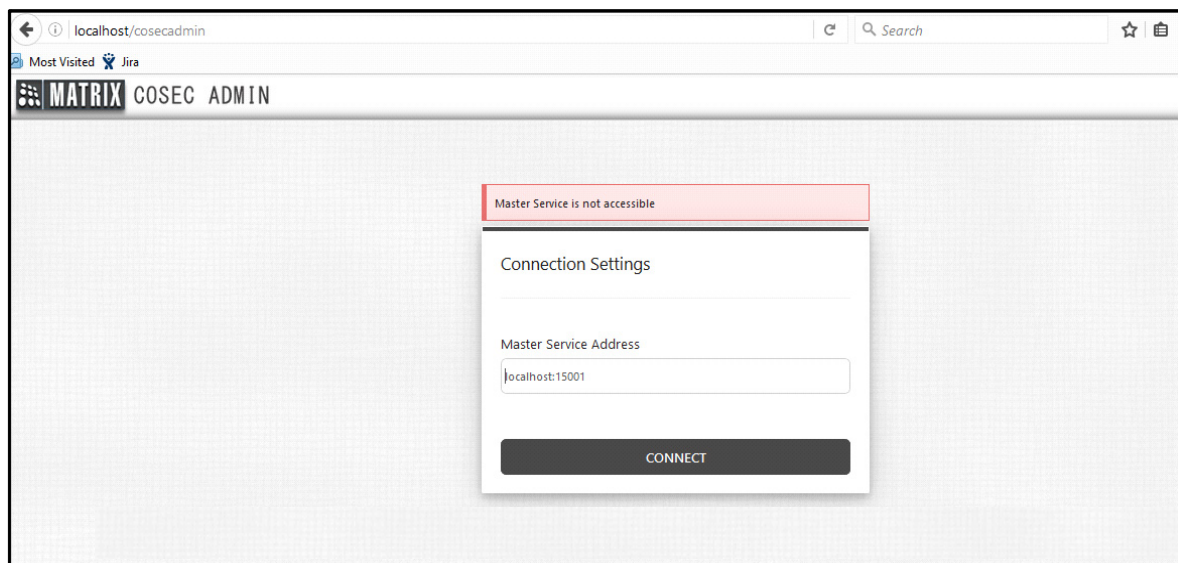 localhost/cosecadmin
Search
Most Visited Jira
MATRIX COSEC ADMIN
Master Service is not accessible
Connection Settings
Master Service Address
localhost:15001
CONNECT